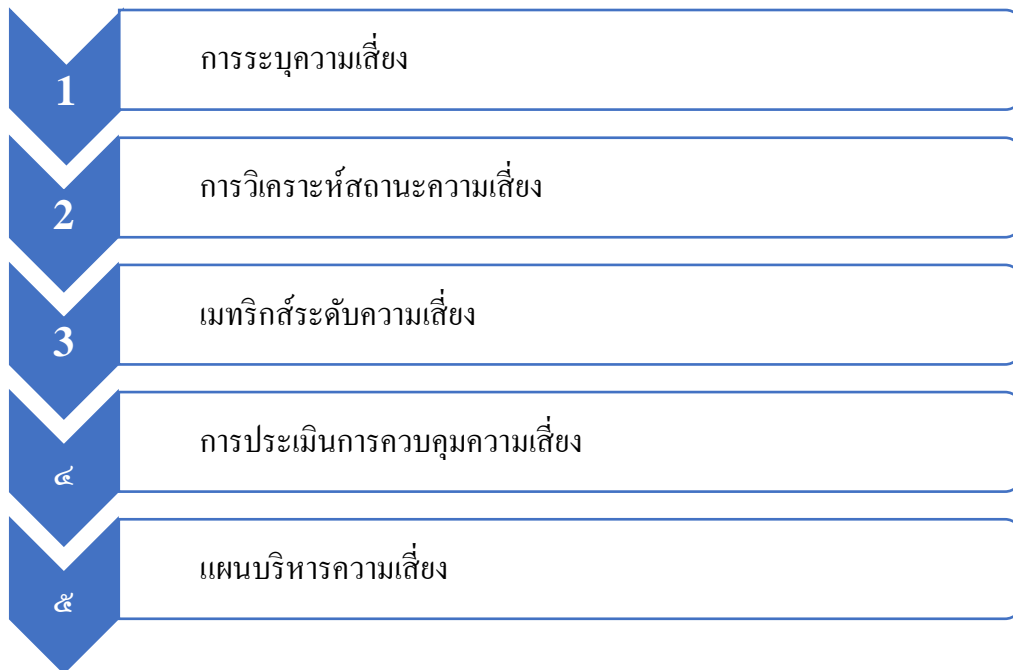 1
การระบุความเสี่ยง
2
การวิเคราะห์สถานะความเสี่ยง
3
เมทริกส์ระดับความเสี่ยง
๔
การประเมินการควบคุมความเสี่ยง
๕
แผนบริหารความเสี่ยง